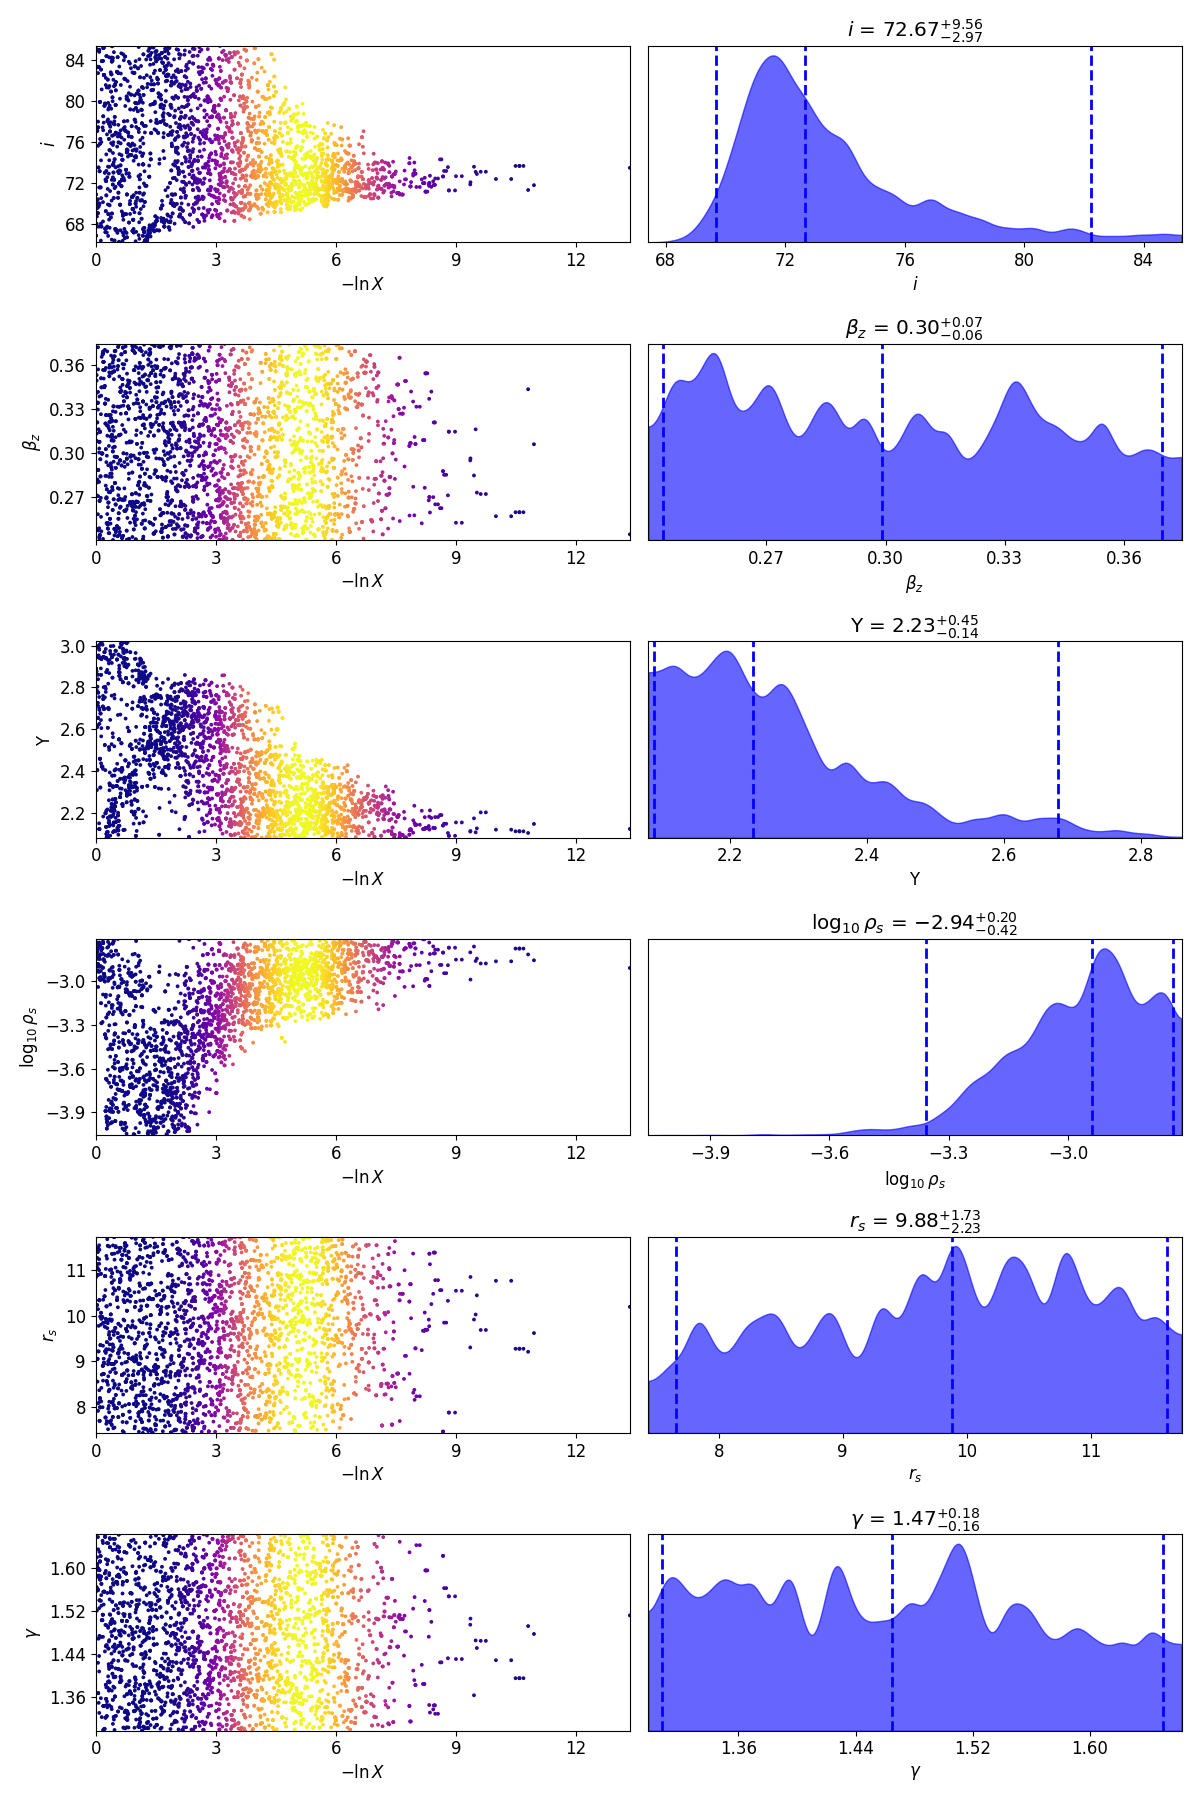 i = 72.67 +9.56 −2.97
84
80
76
72
68
i
0 3 6 9 12
−ln X
68 72 76 80 84
i
βz = 0.30 +0.07 −0.06
0.36
0.33
0.30
0.27
βz
0 3 6 9 12
−ln X
0.27 0.30 0.33 0.36
βz
Y = 2.23 +0.45 −0.14
3.0
2.8
2.6
2.4
2.2
Y
0 3 6 9 12
−ln X
2.2 2.4 2.6 2.8
Y
log10 ρs = −2.94 +0.20 −0.42
−3.0
−3.3
−3.6
−3.9
log10 ρs
0 3 6 9 12
−ln X
−3.9 −3.6 −3.3 −3.0
log10 ρs
rs = 9.88 +1.73 −2.23
11
10
9
8
rs
0 3 6 9 12
−ln X
8 9 10 11
rs
γ = 1.47 +0.18 −0.16
1.60
1.52
1.44
1.36
γ
0 3 6 9 12
−ln X
1.36 1.44 1.52 1.60
γ